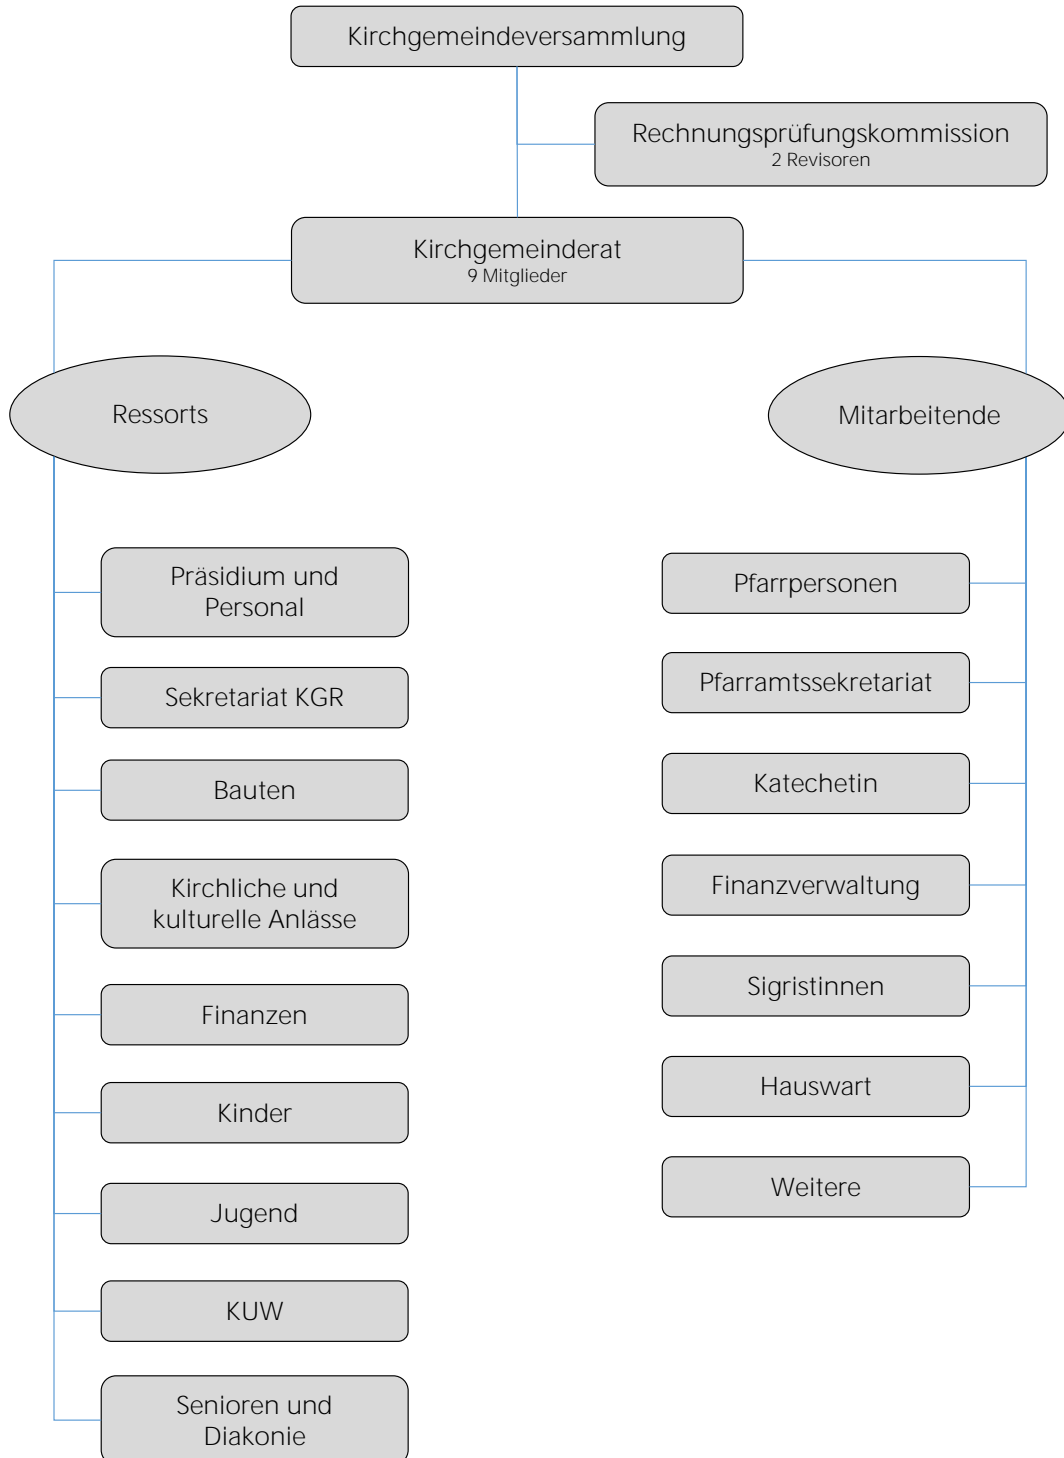 Kirchgemeindeversammlung
Rechnungsprüfungskommission
2 Revisoren
Kirchgemeinderat
9 Mitglieder
Ressorts
Präsidium und
Personal
Sekretariat KGR
Bauten
Kirchliche und
kulturelle Anlässe
Finanzen
Kinder
Jugend
KUW
Senioren und
Diakonie
Mitarbeitende
Pfarrpersonen
Pfarramtssekretariat
Katechetin
Finanzverwaltung
Sigristinnen
Hauswart
Weitere